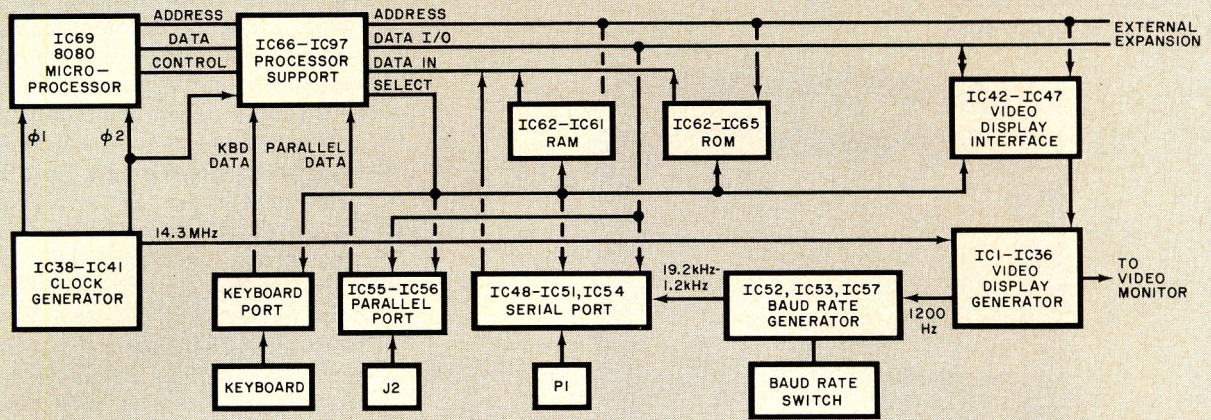 ADDRESS
DATA
CONTROL
IC69
8080
MICRO-
PROCESSOR
IC66-IC97
PROCESSOR
SUPPORT
ADDRESS
DATA I/O
DATA IN
SELECT
EXTERNAL
EXPANSION
IC42-IC47
VIDEO
DISPLAY
INTERFACE
IC62-IC61
RAM
IC62-IC65
ROM
ϕ1
ϕ2
KBD
DATA
PARALLEL
DATA
14.3MHz
IC38-IC41
CLOCK
GENERATOR
KEYBOARD
PORT
IC55-IC56
PARALLEL
PORT
IC48-IC51, IC54
SERIAL PORT
19.2kHz-
1.2kHz
IC52, IC53, IC57
BAUD RATE
GENERATOR
1200
Hz
IC1-IC36
VIDEO
DISPLAY
GENERATOR
TO
VIDEO
MONITOR
KEYBOARD
J2
P1
BAUD RATE
SWITCH